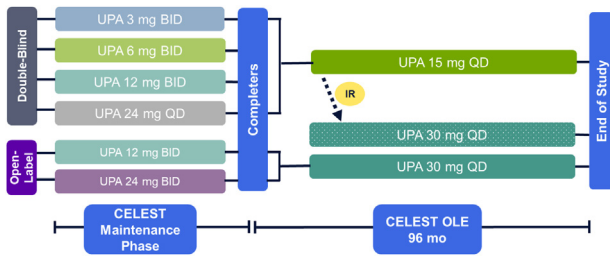 Double-Blind
UPA 3 mg BID
UPA 6 mg BID
UPA 12 mg BID
UPA 24 mg QD
Open-
Label
UPA 12 mg BID
UPA 24 mg BID
Completers
UPA 15 mg QD
IR
UPA 30 mg QD
UPA 30 mg QD
End of Study
CELEST
Maintenance
Phase
CELEST OLE
96 mo